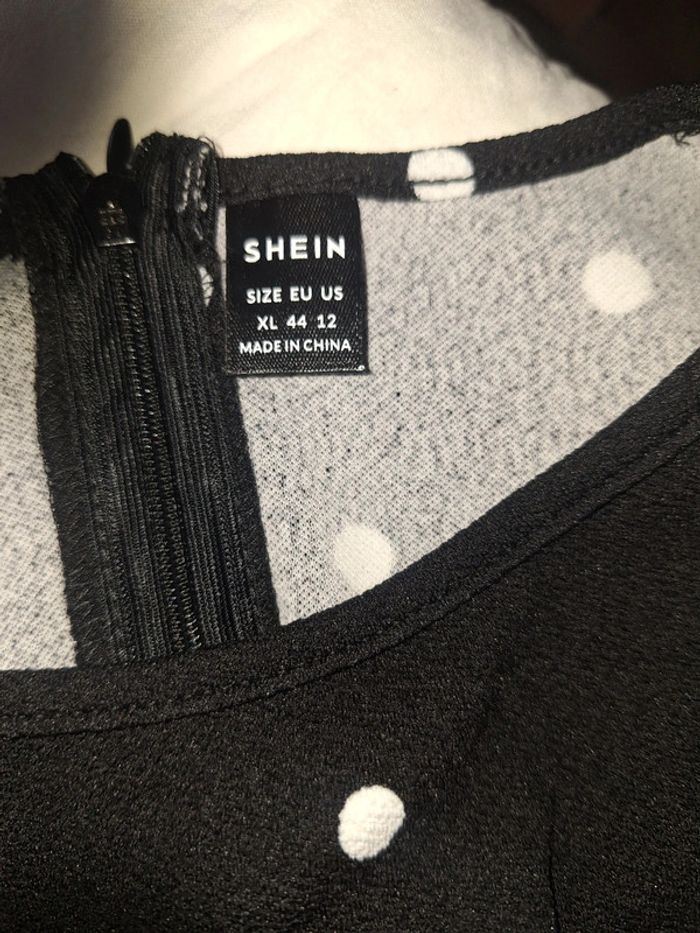 SHEIN
SIZE EU US
XL 44 12
MADE IN CHINA